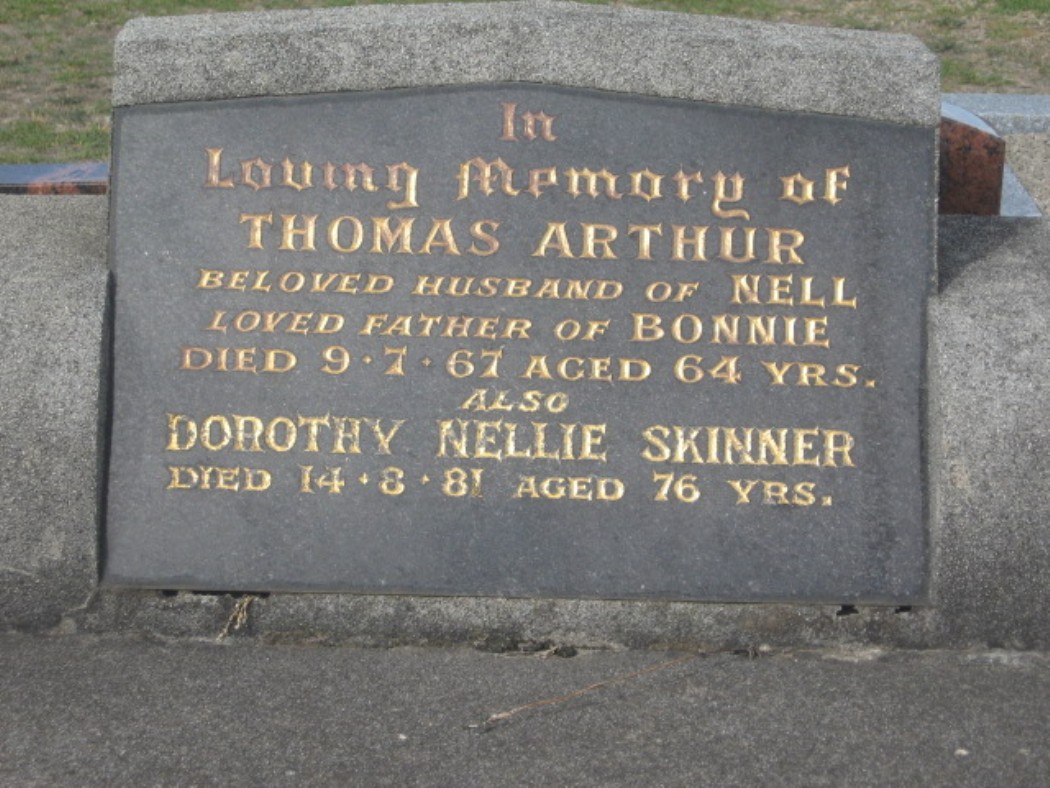 In
Loving Memory of
THOMAS ARTHUR
BELOVED HUSBAND OF NELL
LOVED FATHER OF BONNIE
DIED 9·7·67 AGED 64 YRS.
ALSO
DOROTHY NELLIE SKINNER
DIED 14·8·81 AGED 76 YRS.